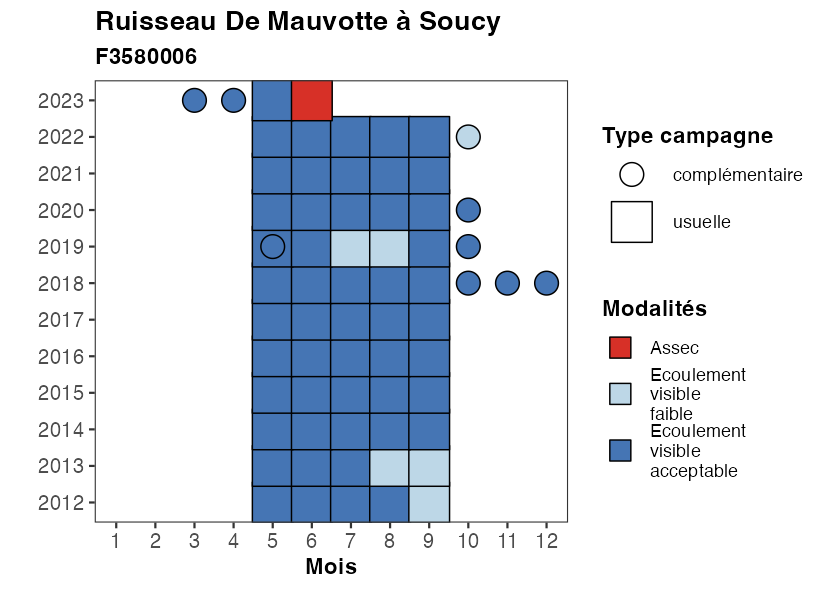 Ruisseau De Mauvotte à Soucy
F3580006
2023
2022
2021
2020
2019
2018
2017
2016
2015
2014
2013
2012
1 2 3 4 5 6 7 8 9 10 11 12
Mois
Type campagne
complémentaire
usuelle
Modalités
Assec
Ecoulement
visible
faible
Ecoulement
visible
acceptable